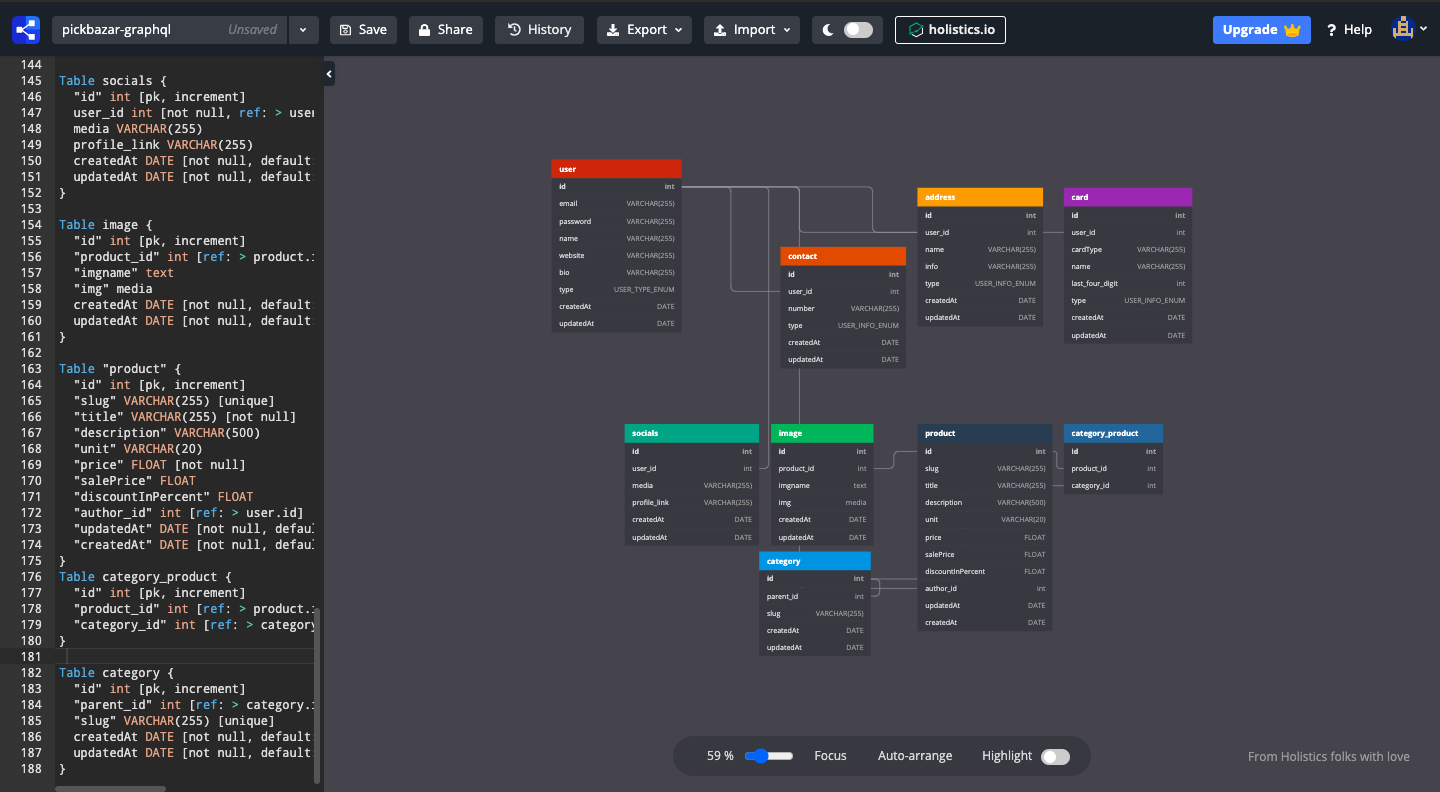 pickbazar-graphql Unsaved Save Share History Export Import holistics.io Upgrade ? Help
144
145 Table socials {
146 "id" int [pk, increment]
147 user_id int [not null, ref: > user
148 media VARCHAR(255)
149 profile_link VARCHAR(255)
150 createdAt DATE [not null, default:
151 updatedAt DATE [not null, default:
152 }
153
154 Table image {
155 "id" int [pk, increment]
156 "product_id" int [ref: > product.i
157 "imgname" text
158 "img" media
159 createdAt DATE [not null, default:
160 updatedAt DATE [not null, default:
161 }
162
163 Table "product" {
164 "id" int [pk, increment]
165 "slug" VARCHAR(255) [unique]
166 "title" VARCHAR(255) [not null]
167 "description" VARCHAR(500)
168 "unit" VARCHAR(20)
169 "price" FLOAT [not null]
170 "salePrice" FLOAT
171 "discountInPercent" FLOAT
172 "author_id" int [ref: > user.id]
173 "updatedAt" DATE [not null, defaul
174 "createdAt" DATE [not null, defaul
175 }
176 Table category_product {
177 "id" int [pk, increment]
178 "product_id" int [ref: > product.i
179 "category_id" int [ref: > category
180 }
181
182 Table category {
183 "id" int [pk, increment]
184 "parent_id" int [ref: > category.i
185 "slug" VARCHAR(255) [unique]
186 createdAt DATE [not null, default:
187 updatedAt DATE [not null, default:
188 }
user
id int
email VARCHAR(255)
password VARCHAR(255)
name VARCHAR(255)
website VARCHAR(255)
bio VARCHAR(255)
type USER_TYPE_ENUM
createdAt DATE
updatedAt DATE
contact
id int
user_id int
number VARCHAR(255)
type USER_INFO_ENUM
createdAt DATE
updatedAt DATE
address
id int
user_id int
name VARCHAR(255)
info VARCHAR(255)
type USER_INFO_ENUM
createdAt DATE
updatedAt DATE
card
id int
user_id int
cardType VARCHAR(255)
name VARCHAR(255)
last_four_digit int
type USER_INFO_ENUM
createdAt DATE
updatedAt DATE
socials
id int
user_id int
media VARCHAR(255)
profile_link VARCHAR(255)
createdAt DATE
updatedAt DATE
image
id int
product_id int
imgname text
img media
createdAt DATE
updatedAt DATE
category
id int
parent_id int
slug VARCHAR(255)
createdAt DATE
updatedAt DATE
product
id int
slug VARCHAR(255)
title VARCHAR(255)
description VARCHAR(500)
unit VARCHAR(20)
price FLOAT
salePrice FLOAT
discountInPercent FLOAT
author_id int
updatedAt DATE
createdAt DATE
category_product
id int
product_id int
category_id int
59 % Focus Auto-arrange Highlight
From Holistics folks with love